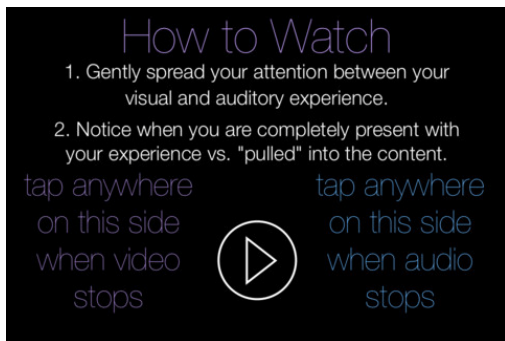 How to Watch
1. Gently spread your attention between your
visual and auditory experience.
2. Notice when you are completely present with
your experience vs. "pulled" into the content.
tap anywhere
on this side
when video
stops
tap anywhere
on this side
when audio
stops